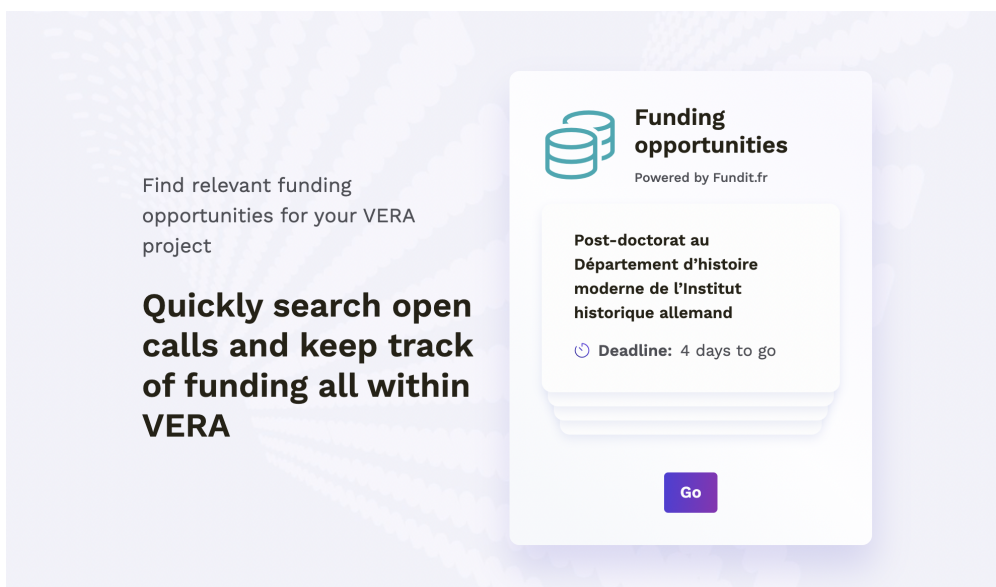 Find relevant funding
opportunities for your VERA
project
Quickly search open
calls and keep track
of funding all within
VERA
Funding
opportunities
Powered by Fundit.fr
Post-doctorat au
Département d’histoire
moderne de l’Institut
historique allemand
Deadline: 4 days to go
Go